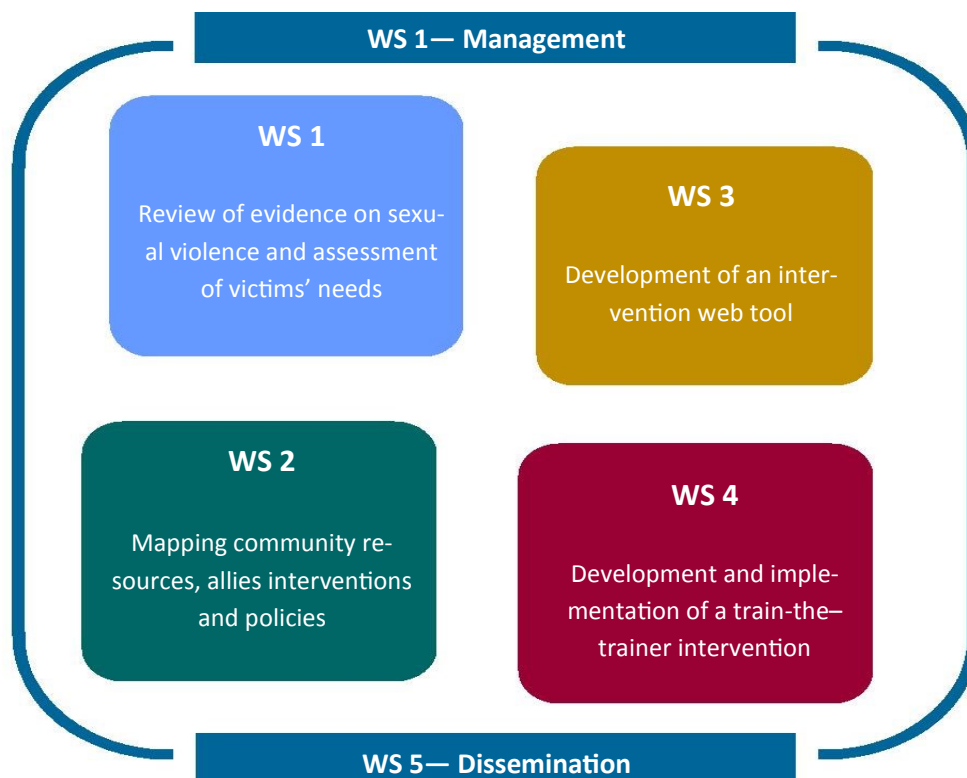 WS 1— Management
WS 1
Review of evidence on sexu-
al violence and assessment
of victims’ needs
WS 3
Development of an inter-
vention web tool
WS 2
Mapping community re-
sources, allies interventions
and policies
WS 4
Development and imple-
mentation of a train-the–
trainer intervention
WS 5— Dissemination